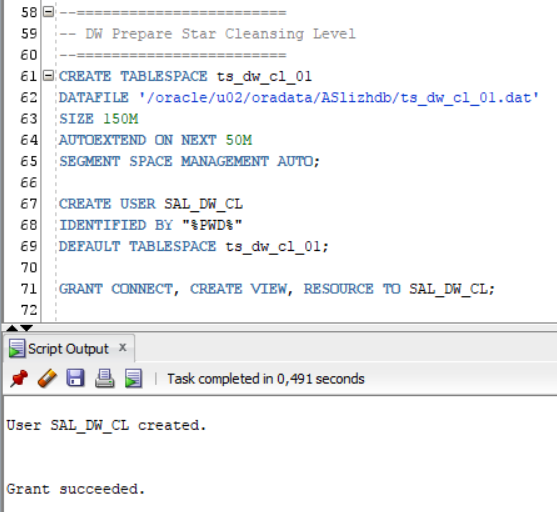 58 --========================
59 -- DW Prepare Star Cleansing Level
60 --========================
61 CREATE TABLESPACE ts_dw_cl_01
62 DATAFILE '/oracle/u02/oradata/ASlizhdb/ts_dw_cl_01.dat'
63 SIZE 150M
64 AUTOEXTEND ON NEXT 50M
65 SEGMENT SPACE MANAGEMENT AUTO;
66
67 CREATE USER SAL_DW_CL
68 IDENTIFIED BY "%PWD%"
69 DEFAULT TABLESPACE ts_dw_cl_01;
70
71 GRANT CONNECT, CREATE VIEW, RESOURCE TO SAL_DW_CL;
72
Script Output x
Task completed in 0,491 seconds
User SAL_DW_CL created.
Grant succeeded.